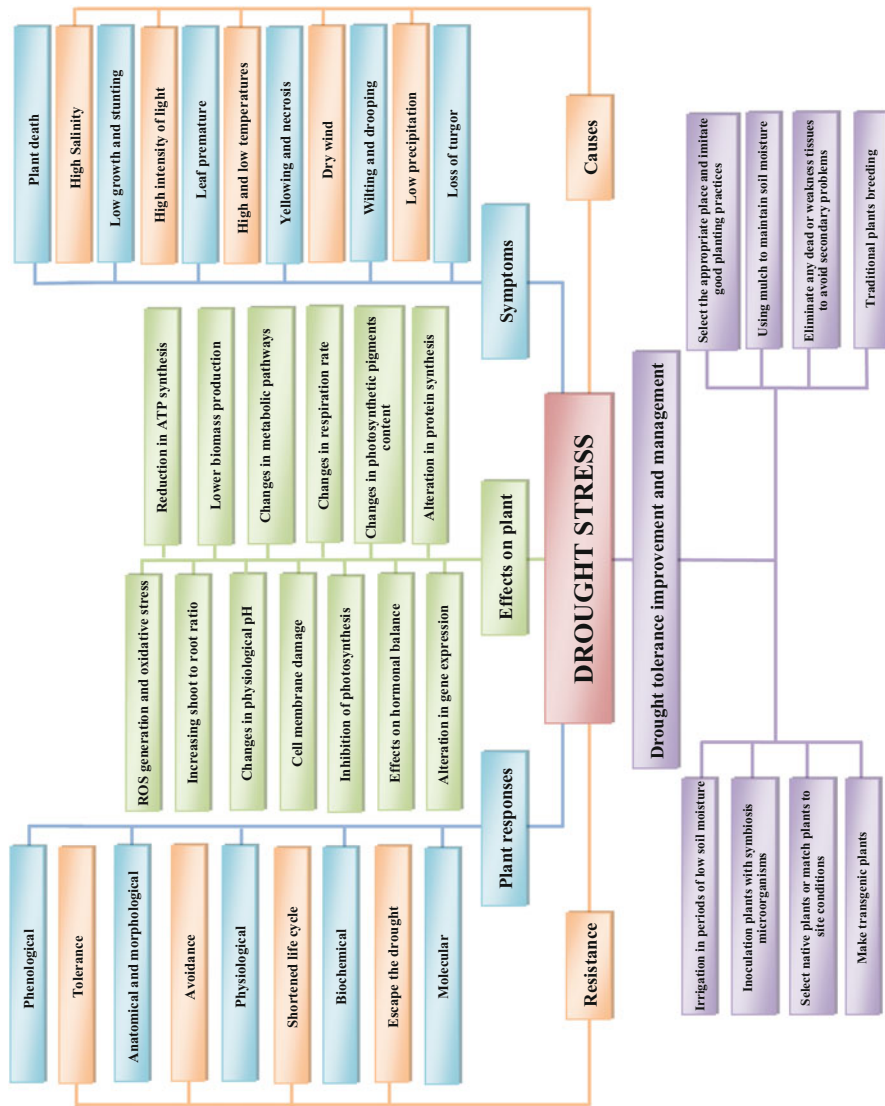 Plant death
High Salinity
Low growth and stunting
High intensity of light
Leaf premature
High and low temperatures
Yellowing and necrosis
Dry wind
Wilting and drooping
Low precipitation
Loss of turgor
Symptoms
Causes
Reduction in ATP synthesis
Lower biomass production
Changes in metabolic pathways
Changes in respiration rate
Changes in photosynthetic pigments
content
Alteration in protein synthesis
ROS generation and oxidative stress
Increasing shoot to root ratio
Changes in physiological pH
Cell membrane damage
Inhibition of photosynthesis
Effects on hormonal balance
Alteration in gene expression
Effects on plant
Phenological
Tolerance
Anatomical and morphological
Avoidance
Physiological
Shortened life cycle
Biochemical
Escape the drought
Molecular
Plant responses
Resistance
DROUGHT STRESS
Drought tolerance improvement and management
Select the appropriate place and imitate
good planting practices
Using mulch to maintain soil moisture
Eliminate any dead or weakness tissues
to avoid secondary problems
Traditional plants breeding
Irrigation in periods of low soil moisture
Inoculation plants with symbiosis
microorganisms
Select native plants or match plants to
site conditions
Make transgenic plants